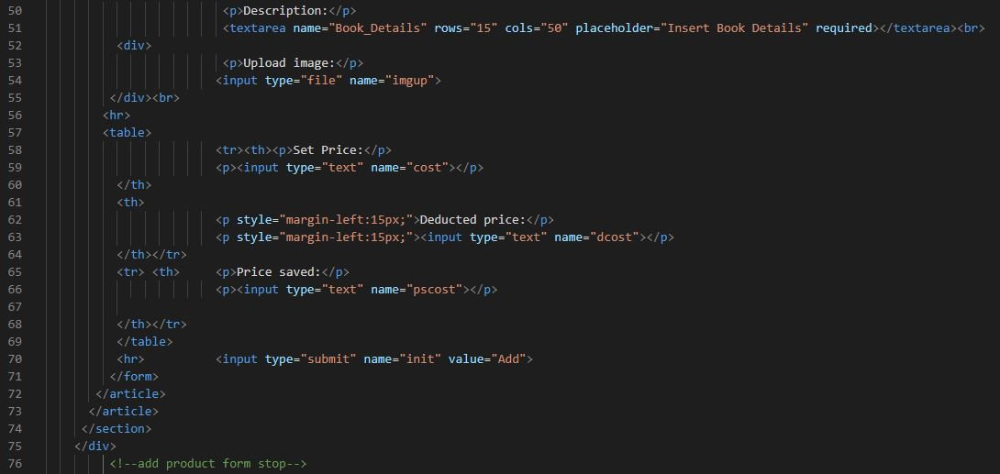 50 <p>Description:</p>
51 <textarea name="Book_Details" rows="15" cols="50" placeholder="Insert Book Details" required></textarea><br>
52 <div>
53 <p>Upload image:</p>
54 <input type="file" name="imgup">
55 </div><br>
56 <hr>
57 <table>
58 <tr><th><p>Set Price:</p>
59 <p><input type="text" name="cost"></p>
60 </th>
61 <th>
62 <p style="margin-left:15px;">Deducted price:</p>
63 <p style="margin-left:15px;"><input type="text" name="dcost"></p>
64 </th></tr>
65 <tr> <th> <p>Price saved:</p>
66 <p><input type="text" name="pscost"></p>
67
68 </th></tr>
69 </table>
70 <hr> <input type="submit" name="init" value="Add">
71 </form>
72 </article>
73 </article>
74 </section>
75 </div>
76 <!--add product form stop-->